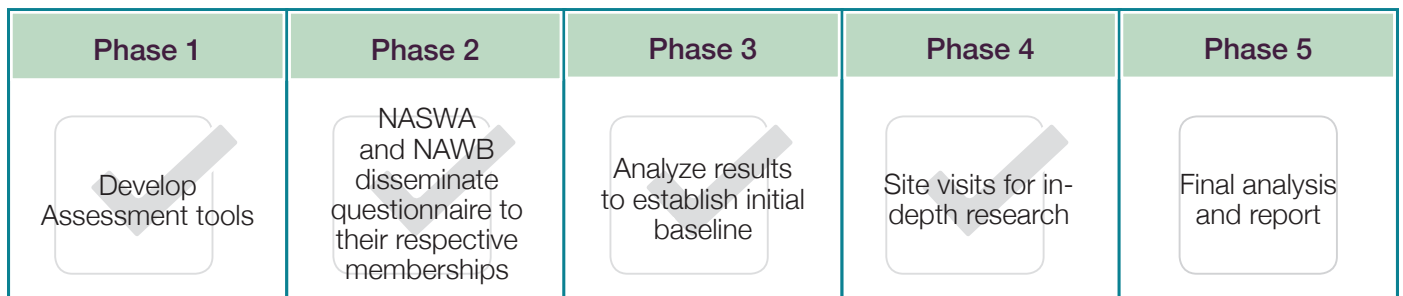 Phase 1
Phase 2
Phase 3
Phase 4
Phase 5
Develop
Assessment tools
NASWA
and NAWB
disseminate
questionnaire to
their respective
memberships
Analyze results
to establish initial
baseline
Site visits for in-
depth research
Final analysis
and report